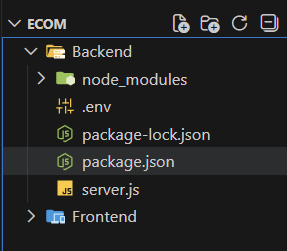 ECOM
Backend
node_modules
.env
package-lock.json
package.json
server.js
Frontend